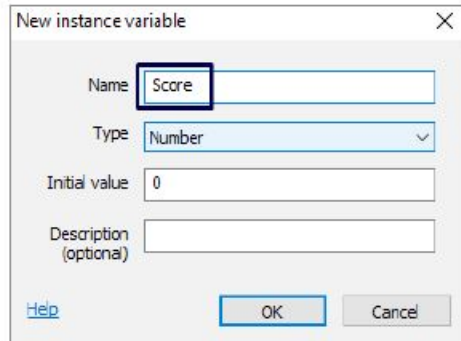 New instance variable
Name Score
Type Number
Initial value 0
Description
(optional)
Help OK Cancel